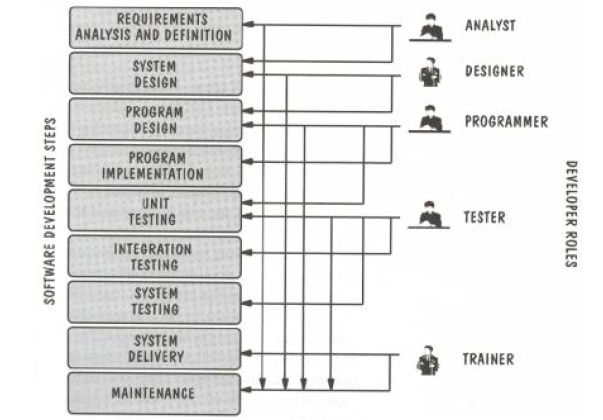 REQUIREMENTS
ANALYSIS AND DEFINITION
SYSTEM
DESIGN
PROGRAM
DESIGN
PROGRAM
IMPLEMENTATION
UNIT
TESTING
INTEGRATION
TESTING
SYSTEM
TESTING
SYSTEM
DELIVERY
MAINTENANCE
SOFTWARE DEVELOPMENT STEPS
ANALYST
DESIGNER
PROGRAMMER
TESTER
TRAINER
DEVELOPER ROLES